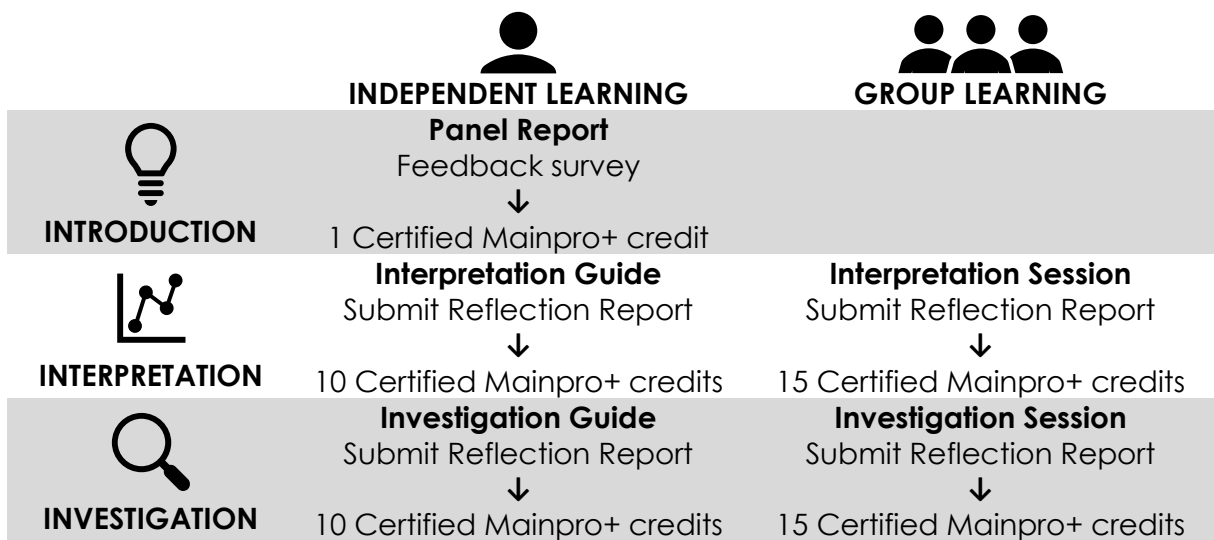 INDEPENDENT LEARNING
GROUP LEARNING
INTRODUCTION
Panel Report
Feedback survey
↓
1 Certified Mainpro+ credit
INTERPRETATION
Interpretation Guide
Submit Reflection Report
↓
10 Certified Mainpro+ credits
Interpretation Session
Submit Reflection Report
↓
15 Certified Mainpro+ credits
INVESTIGATION
Investigation Guide
Submit Reflection Report
↓
10 Certified Mainpro+ credits
Investigation Session
Submit Reflection Report
↓
15 Certified Mainpro+ credits